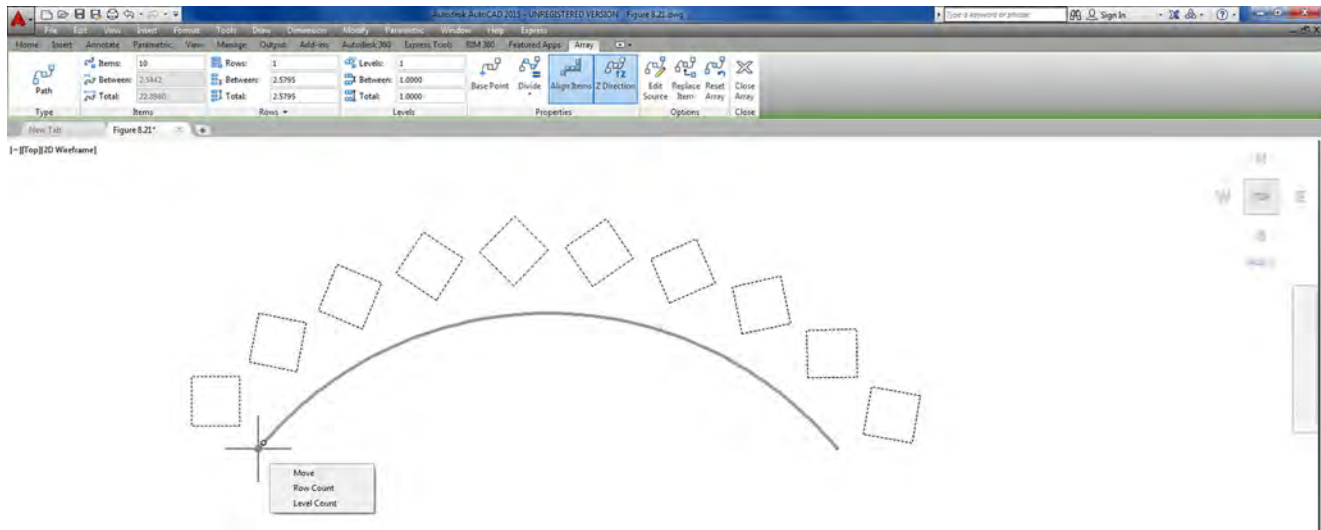 Autodesk AutoCAD 2015 - UNREGISTERED VERSION Figure 8.21.dwg
Type a keyword or phrase
Sign In
File Edit View Insert Format Tools Draw Dimension Modify Parametric Window Help Express
Home Insert Annotate Parametric View Manage Output Add-ins Autodesk 360 Express Tools BIM 360 Featured Apps Array
Items: 10 Rows: 1 Levels: 1
Between: 2.5442 Between: 2.5795 Between: 1.0000
Total: Total: 2.5795 Total: 1.0000
Path Base Point Divide Align Items Z Direction Edit Source Replace Item Reset Array Close Array
Type Items Rows Levels Properties Options Close
New Tab Figure 8.21*
[-][Top][2D Wireframe]
W TOP E
S
Move
Row Count
Level Count